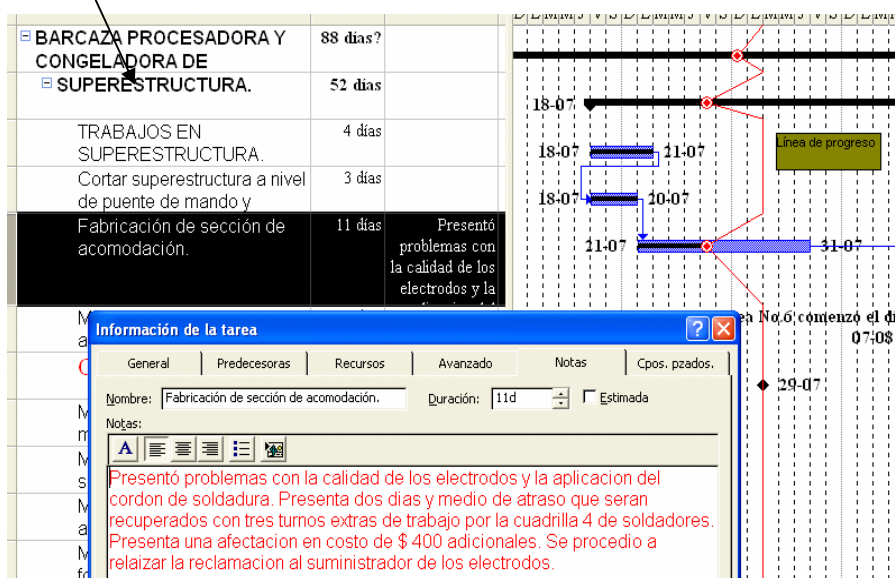 D L M M J V S D L M M J V S D L M M J V S D L M
BARCAZA PROCESADORA Y
CONGELADORA DE
88 días?
SUPERESTRUCTURA.
52 días
18-07
TRABAJOS EN
SUPERESTRUCTURA.
4 días
18-07
21-07
Línea de progreso
Cortar superestructura a nivel
de puente de mando y
3 días
18-07
20-07
Fabricación de sección de
acomodación.
11 días
Presentó
problemas con
la calidad de los
electrodos y la
21-07
31-07
No.6 comenzó el
07-08
29-07
Información de la tarea
General
Predecesoras
Recursos
Avanzado
Notas
Cpos. pzados.
Nombre:
Fabricación de sección de acomodación.
Duración:
11d
Estimada
Notas:
A
Presentó problemas con la calidad de los electrodos y la aplicacion del
cordon de soldadura. Presenta dos dias y medio de atraso que seran
recuperados con tres turnos extras de trabajo por la cuadrilla 4 de soldadores.
Presenta una afectacion en costo de $ 400 adicionales. Se procedio a
relaizar la reclamacion al suministrador de los electrodos.